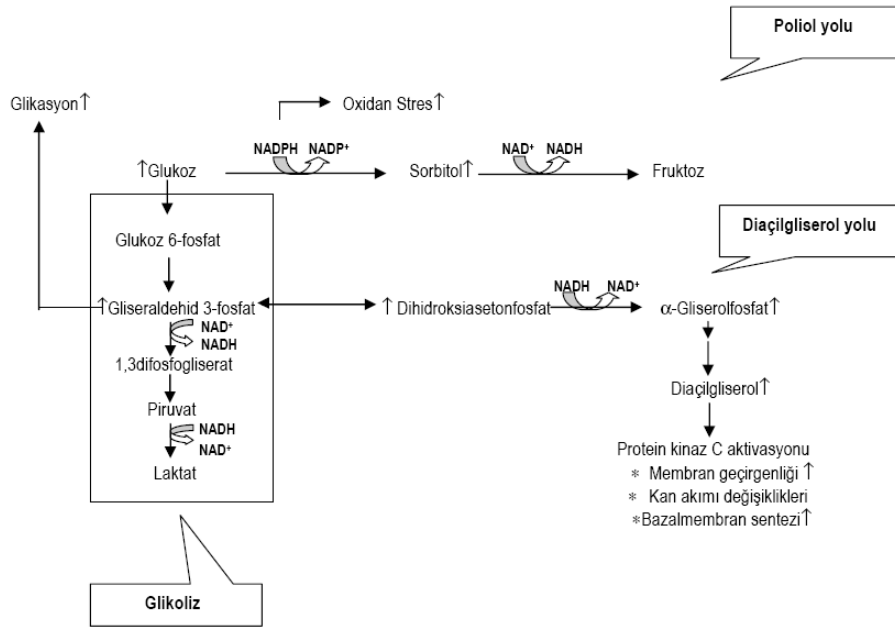 Poliol yolu
Glikasyon↑
Oxidan Stres↑
NADPH NADP⁺
NAD⁺ NADH
↑Glukoz
Sorbitol↑
Fruktoz
Diaçilgliserol yolu
Glukoz 6-fosfat
NADH NAD⁺
↑Gliseraldehid 3-fosfat
↑ Dihidroksiasetonfosfat
α-Gliserolfosfat↑
NAD⁺
NADH
1,3difosfogliserat
Diaçilgliserol↑
Piruvat
NADH
NAD⁺
Laktat
Protein kinaz C aktivasyonu
* Membran geçirgenliği ↑
* Kan akımı değişiklikleri
*Bazalmembran sentezi↑
Glikoliz